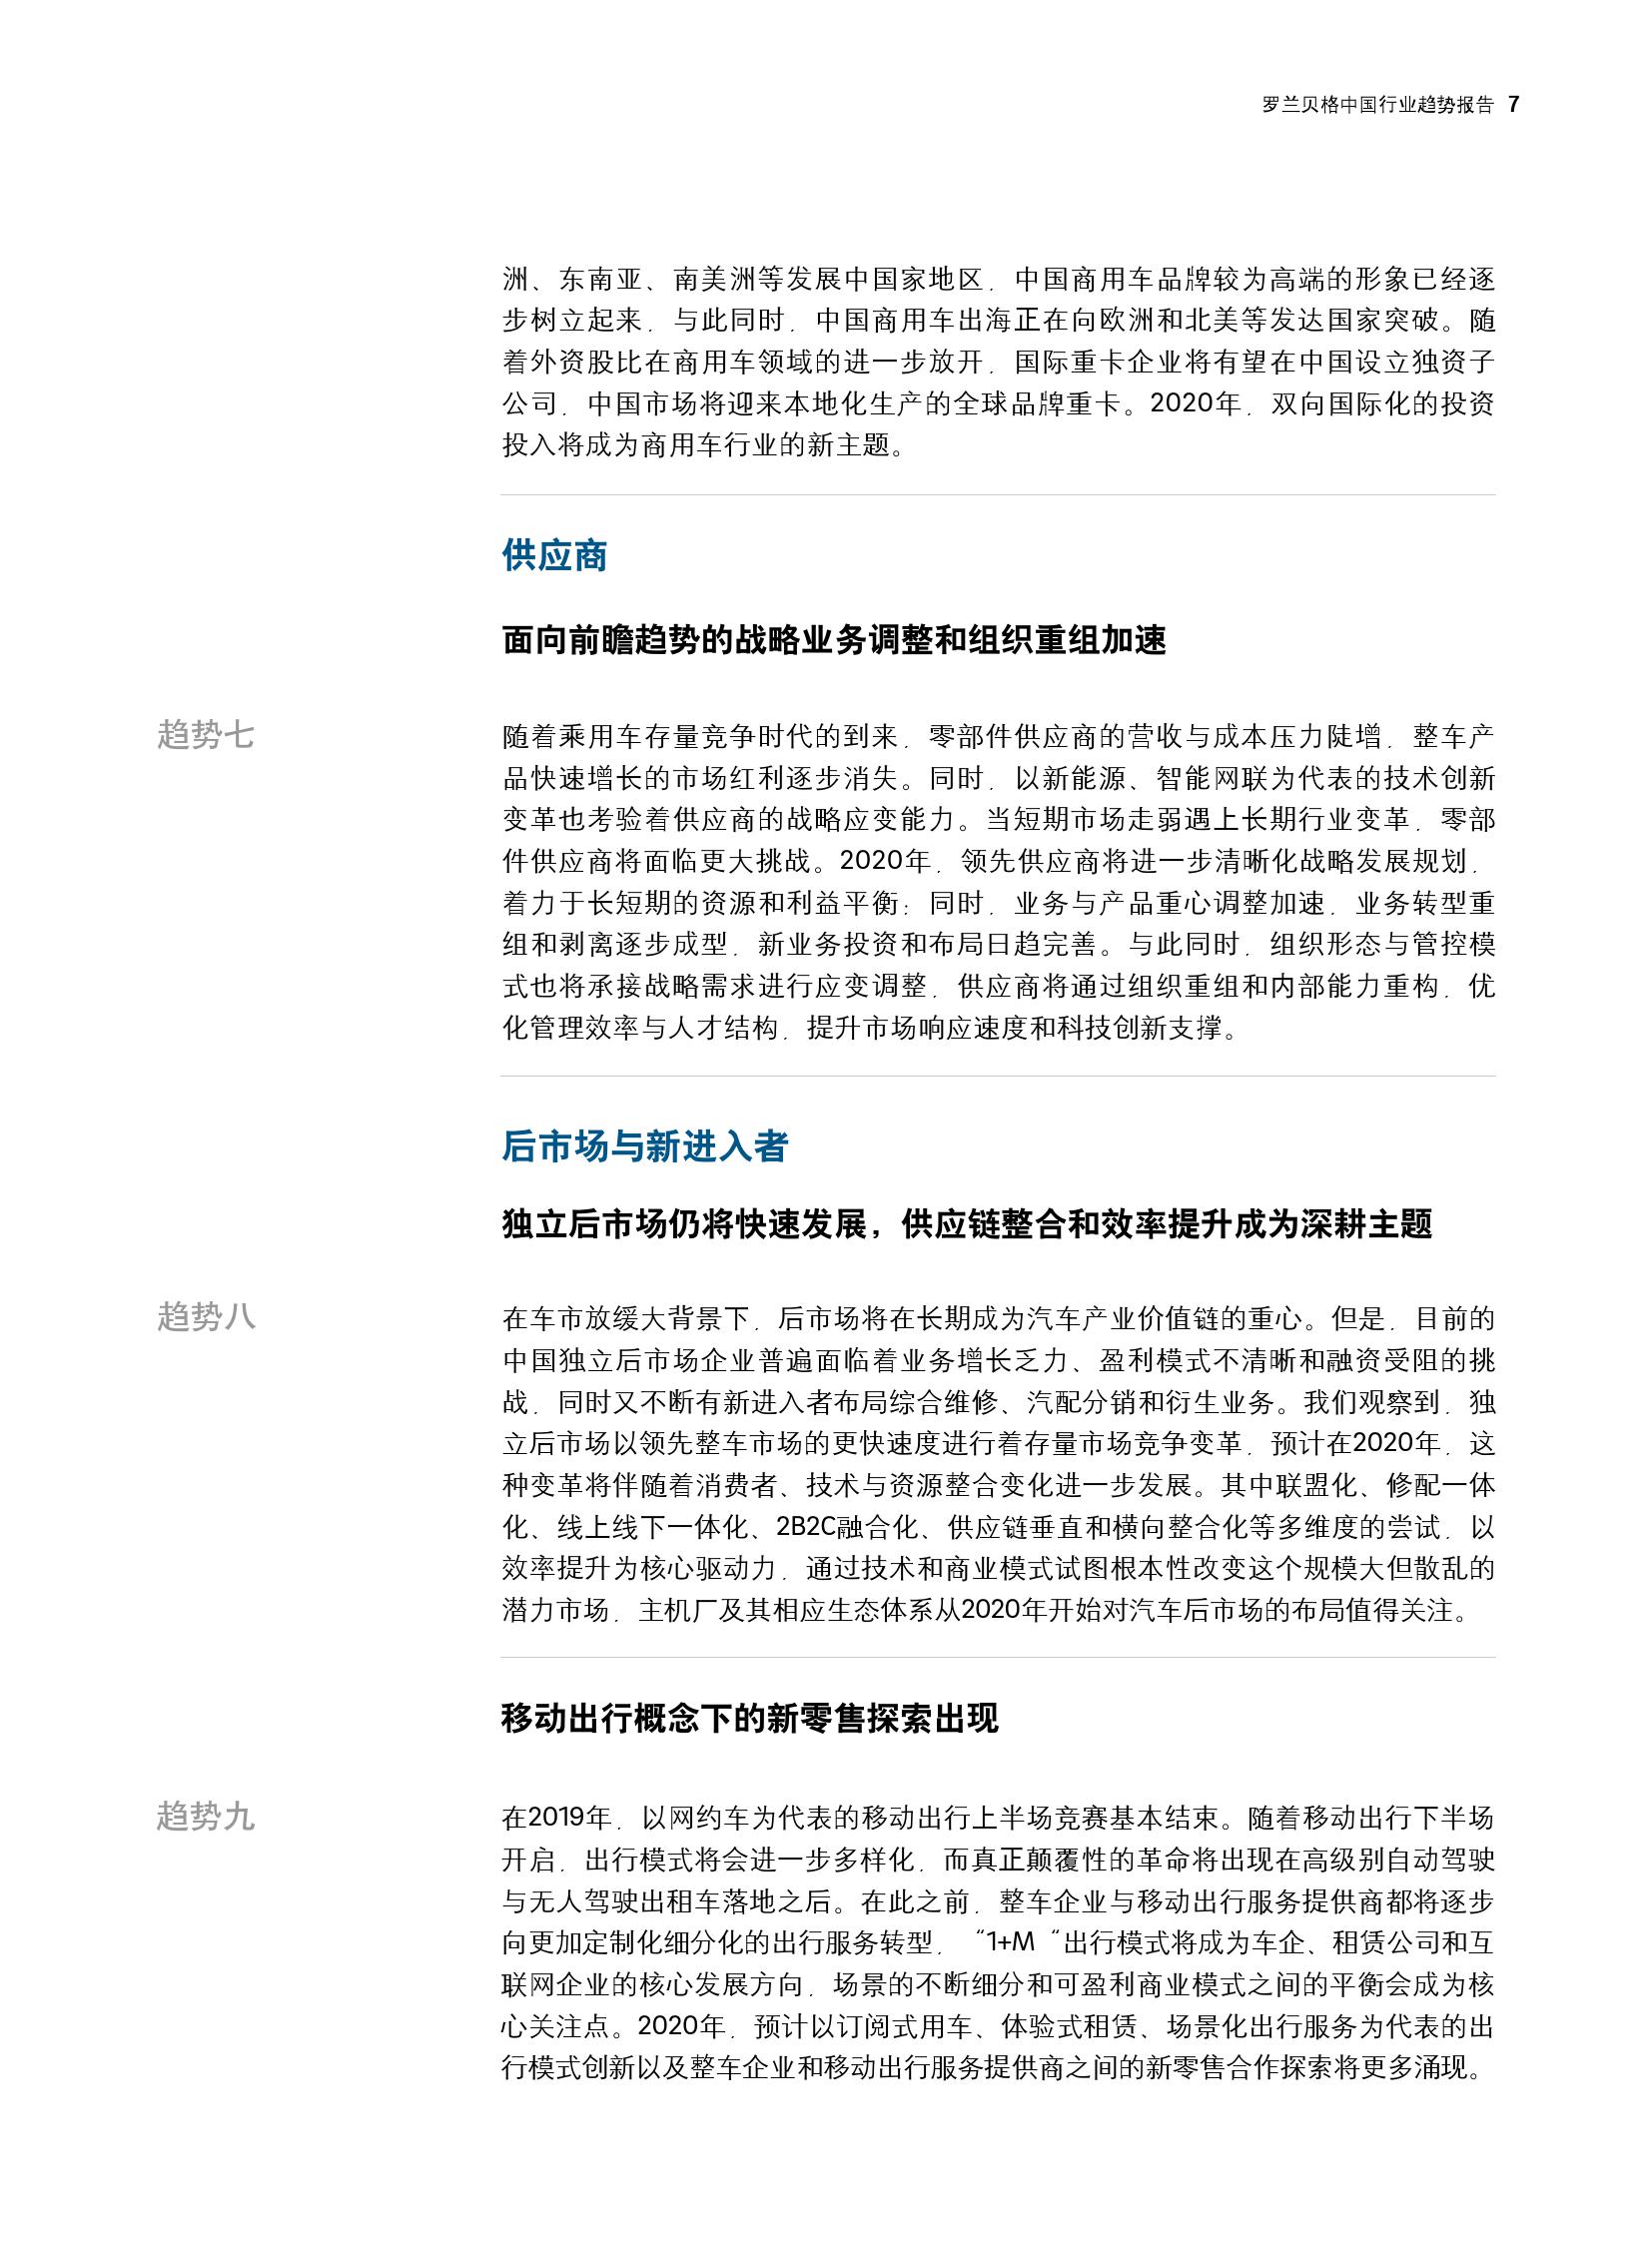 罗兰贝格中国行业趋势报告 7
洲、东南亚、南美洲等发展中国家地区，中国商用车品牌较为高端的形象已经逐
步树立起来，与此同时，中国商用车出海正在向欧洲和北美等发达国家突破。随
着外资股比在商用车领域的进一步放开，国际重卡企业将有望在中国设立独资子
公司，中国市场将迎来本地化生产的全球品牌重卡。2020年，双向国际化的投资
投入将成为商用车行业的新主题。
供应商
面向前瞻趋势的战略业务调整和组织重组加速
趋势七
随着乘用车存量竞争时代的到来，零部件供应商的营收与成本压力陡增，整车产
品快速增长的市场红利逐步消失。同时，以新能源、智能网联为代表的技术创新
变革也考验着供应商的战略应变能力。当短期市场走弱遇上长期行业变革，零部
件供应商将面临更大挑战。2020年，领先供应商将进一步清晰化战略发展规划，
着力于长短期的资源和利益平衡；同时，业务与产品重心调整加速，业务转型重
组和剥离逐步成型，新业务投资和布局日趋完善。与此同时，组织形态与管控模
式也将承接战略需求进行应变调整，供应商将通过组织重组和内部能力重构，优
化管理效率与人才结构，提升市场响应速度和科技创新支撑。
后市场与新进入者
独立后市场仍将快速发展，供应链整合和效率提升成为深耕主题
趋势八
在车市放缓大背景下，后市场将在长期成为汽车产业价值链的重心。但是，目前的
中国独立后市场企业普遍面临着业务增长乏力、盈利模式不清晰和融资受阻的挑
战，同时又不断有新进入者布局综合维修、汽配分销和衍生业务。我们观察到，独
立后市场以领先整车市场的更快速度进行着存量市场竞争变革，预计在2020年，这
种变革将伴随着消费者、技术与资源整合变化进一步发展。其中联盟化、修配一体
化、线上线下一体化、2B2C融合化、供应链垂直和横向整合化等多维度的尝试，以
效率提升为核心驱动力，通过技术和商业模式试图根本性改变这个规模大但散乱的
潜力市场，主机厂及其相应生态体系从2020年开始对汽车后市场的布局值得关注。
移动出行概念下的新零售探索出现
趋势九
在2019年，以网约车为代表的移动出行上半场竞赛基本结束。随着移动出行下半场
开启，出行模式将会进一步多样化，而真正颠覆性的革命将出现在高级别自动驾驶
与无人驾驶出租车落地之后。在此之前，整车企业与移动出行服务提供商都将逐步
向更加定制化细分化的出行服务转型，“1+M“出行模式将成为车企、租赁公司和互
联网企业的核心发展方向，场景的不断细分和可盈利商业模式之间的平衡会成为核
心关注点。2020年，预计以订阅式用车、体验式租赁、场景化出行服务为代表的出
行模式创新以及整车企业和移动出行服务提供商之间的新零售合作探索将更多涌现。